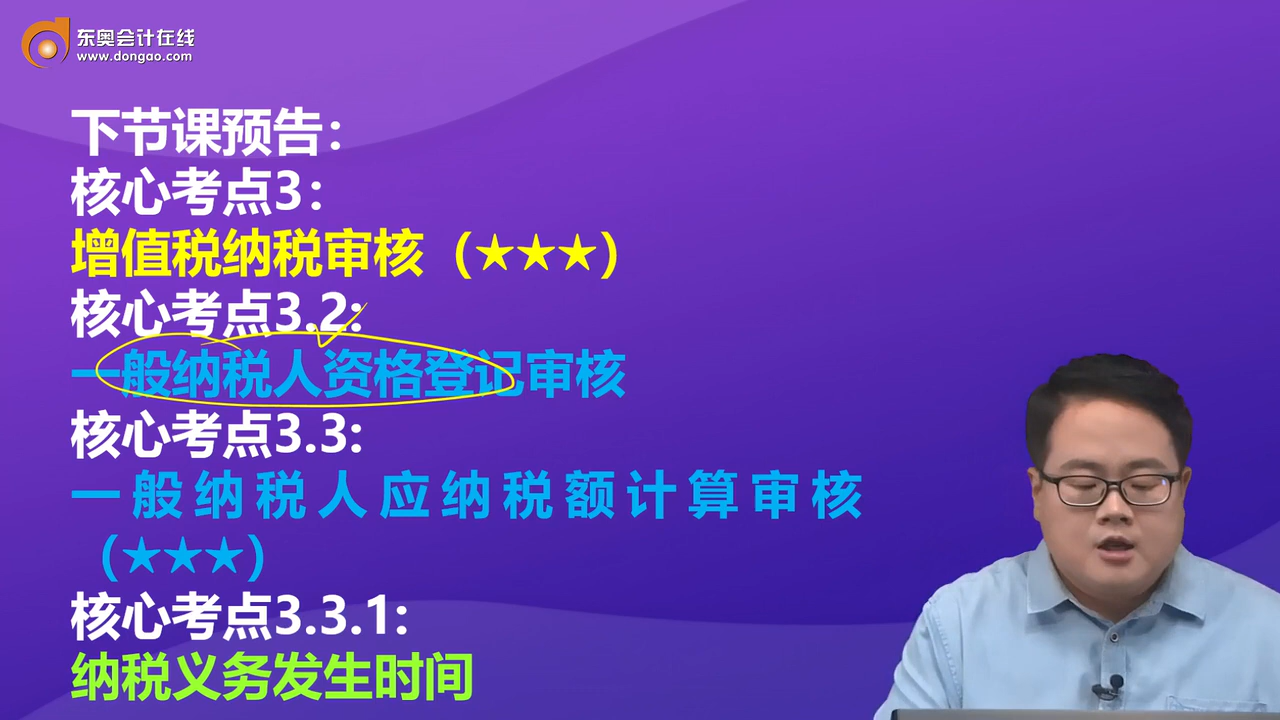 东奥会计在线
www.dongao.com
下节课预告：
核心考点3：
增值税纳税审核（★★★）
核心考点3.2:
一般纳税人资格登记审核
核心考点3.3:
一般纳税人应纳税额计算审核
（★★★）
核心考点3.3.1:
纳税义务发生时间